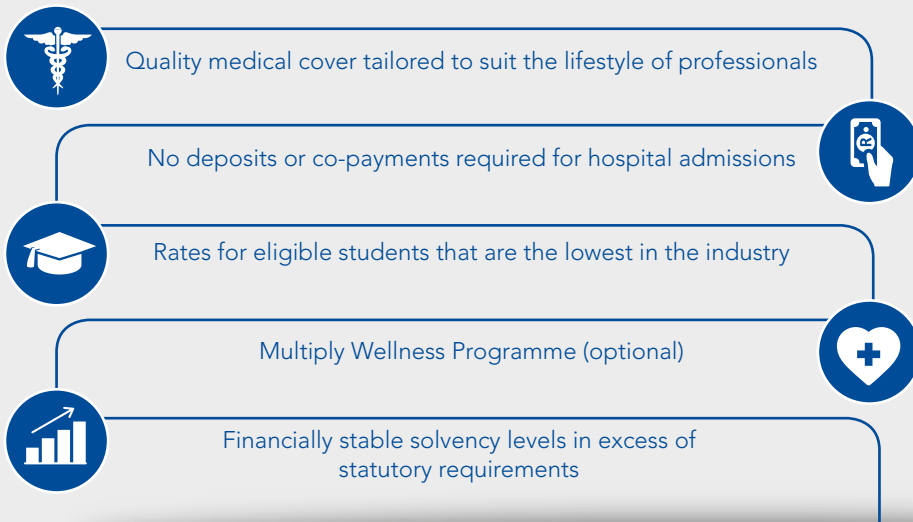 Quality medical cover tailored to suit the lifestyle of professionals
No deposits or co-payments required for hospital admissions
R
Rates for eligible students that are the lowest in the industry
Multiply Wellness Programme (optional)
Financially stable solvency levels in excess of
statutory requirements